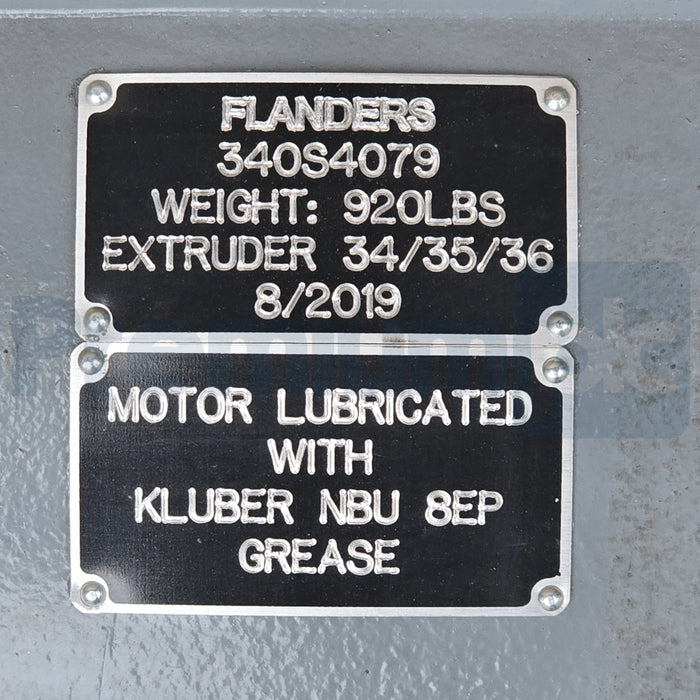 FLANDERS
340S4079
WEIGHT: 920LBS
EXTRUDER 34/35/36
8/2019
MOTOR LUBRICATED
WITH
KLUBER NBU 8EP
GREASE